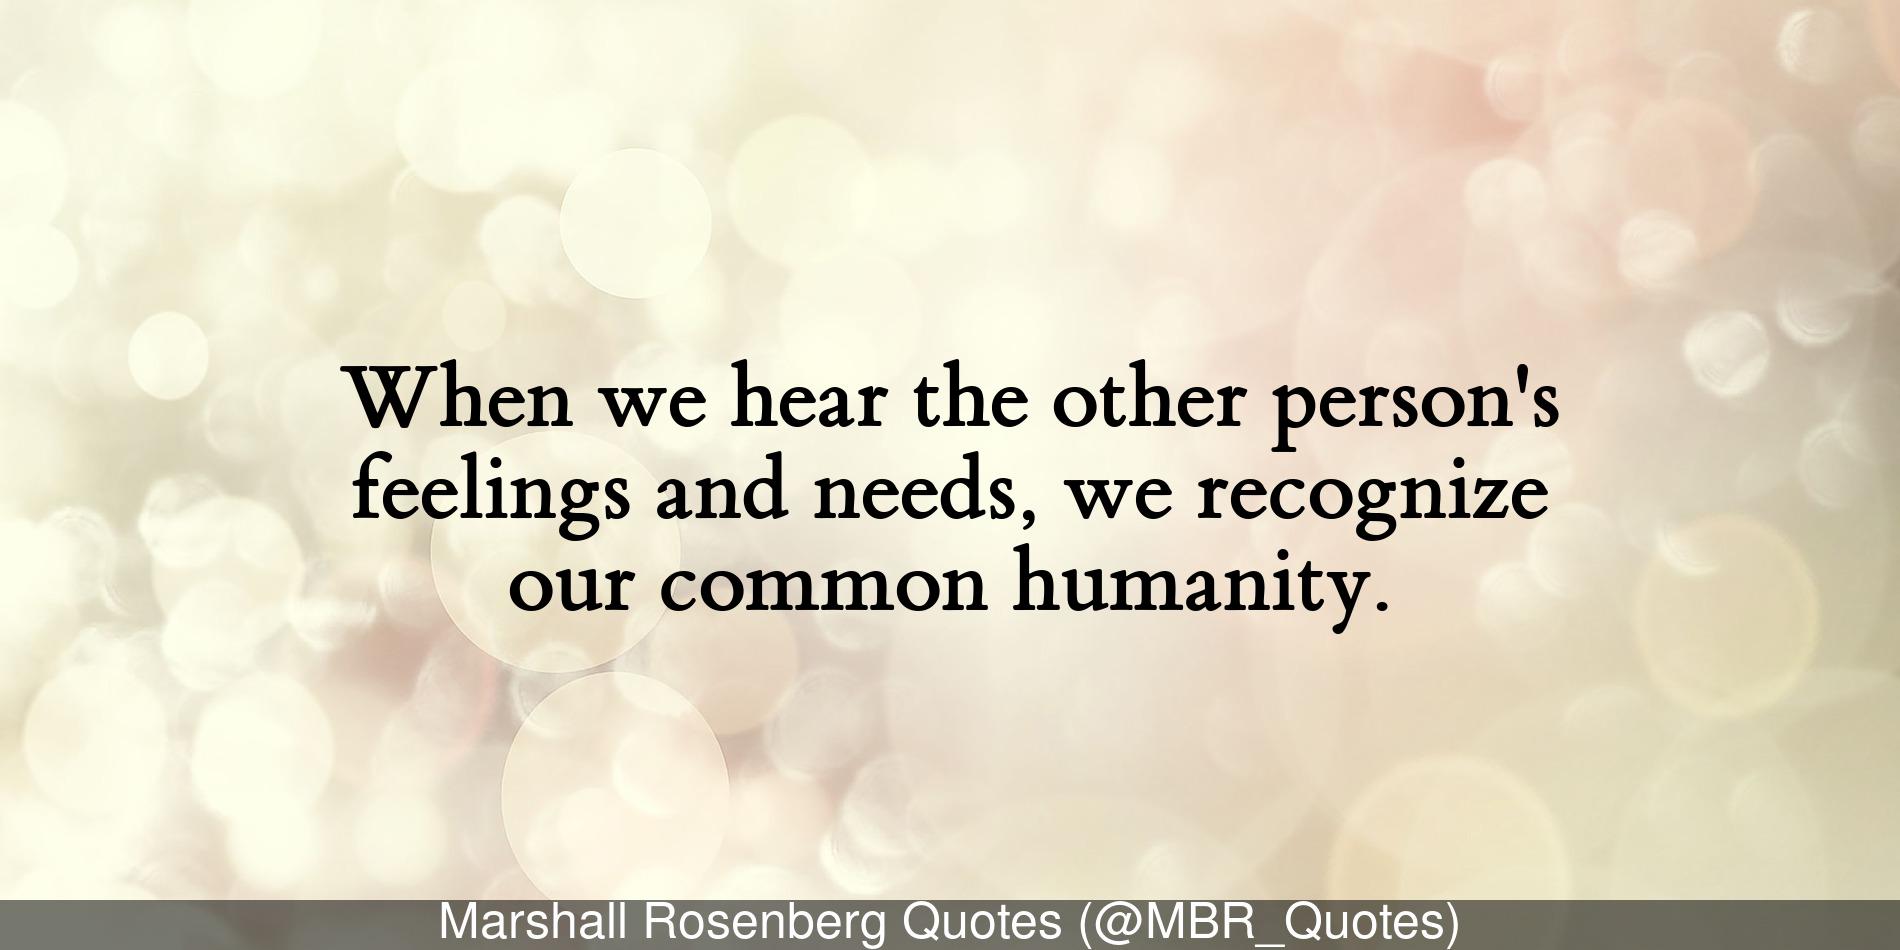 When we hear the other person's
feelings and needs, we recognize
our common humanity.
Marshall Rosenberg Quotes (@MBR_Quotes)